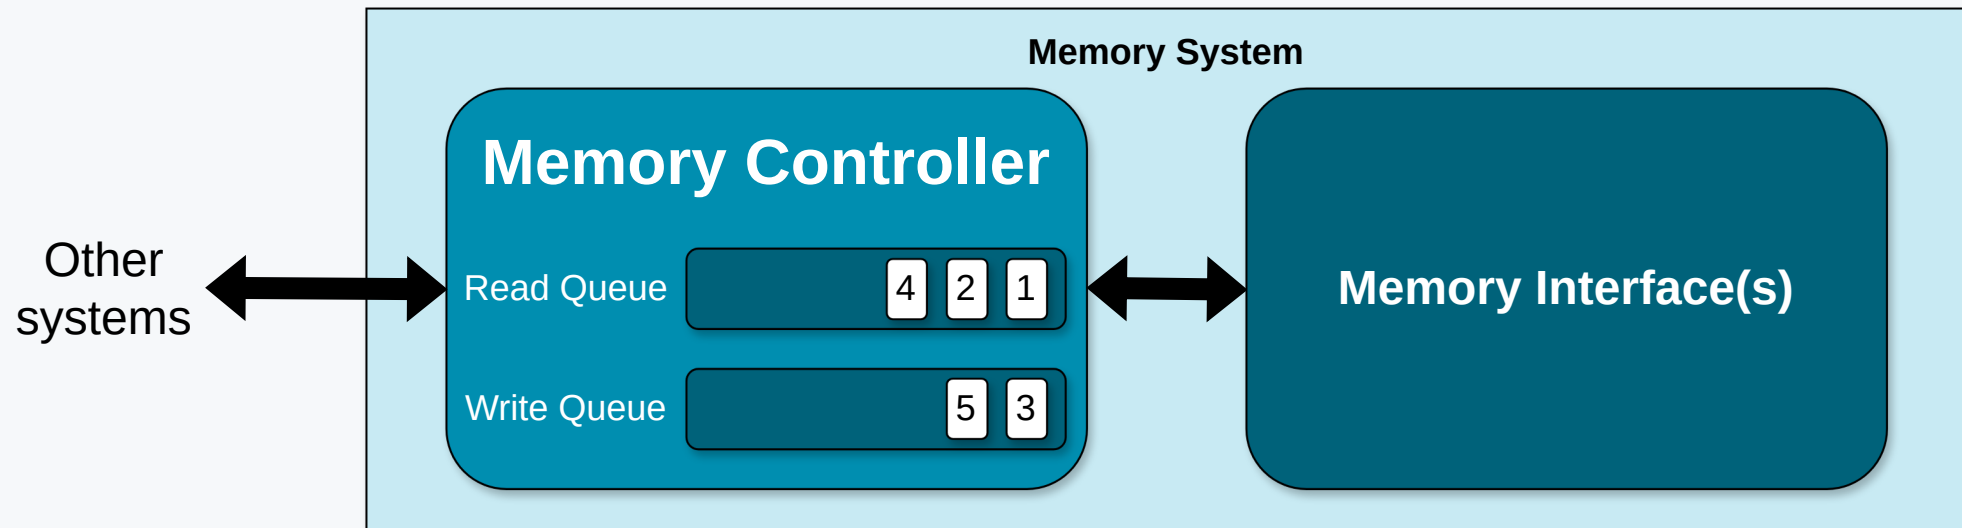 Memory System
Memory Controller
Other
systems
Read Queue 4 2 1
Write Queue 5 3
Memory Interface(s)